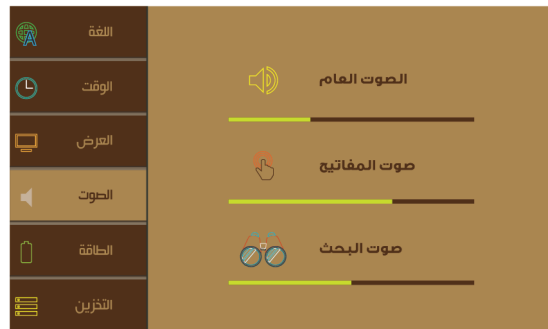 اللغة
الوقت
العرض
الصوت
الطاقة
التخزين
الصوت العام
صوت المفاتيح
صوت البحث